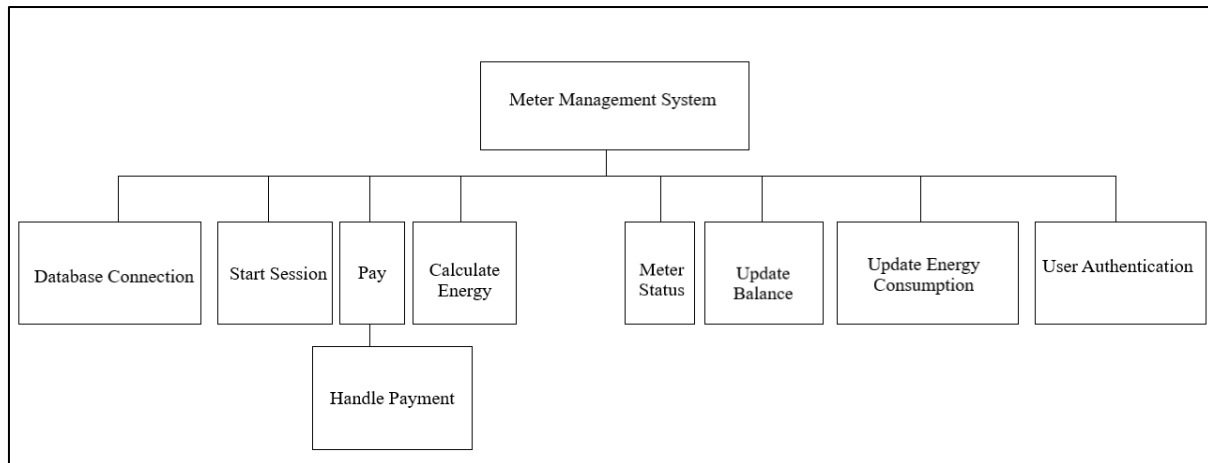 Meter Management System
Database Connection
Start Session
Pay
Calculate
Energy
Meter
Status
Update
Balance
Update Energy
Consumption
User Authentication
Handle Payment